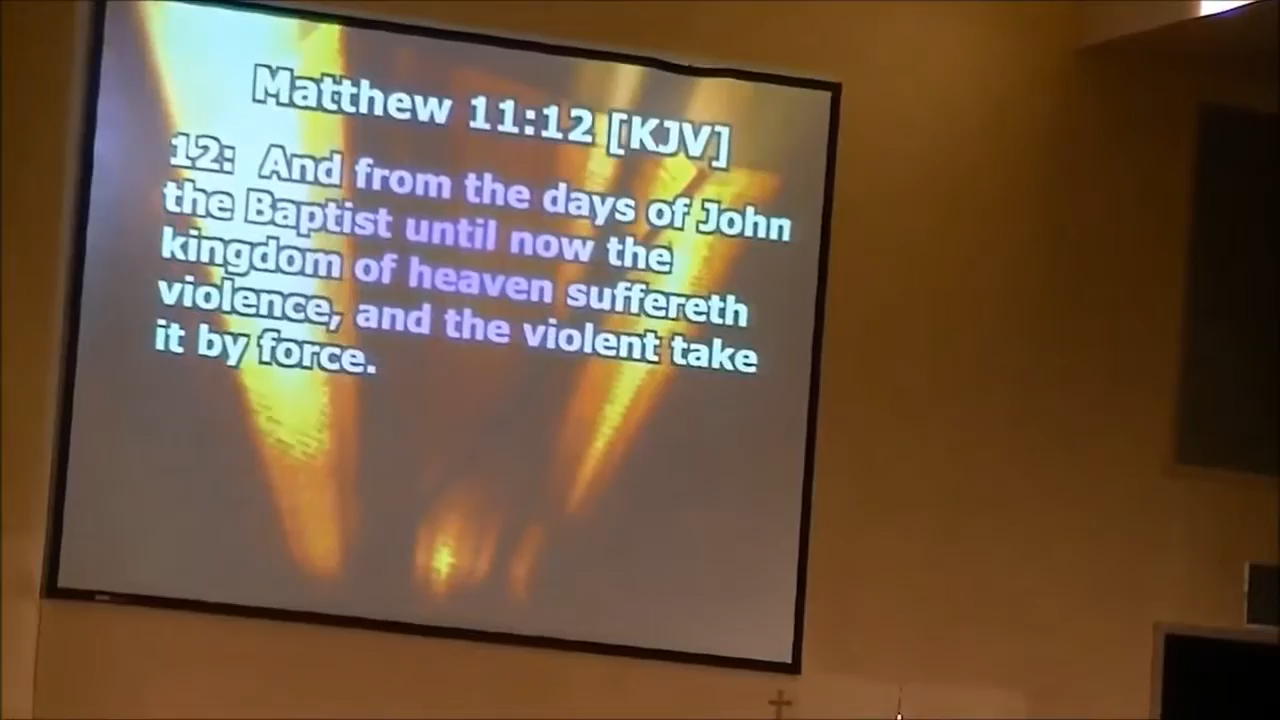 Matthew 11:12 [KJV]
12: And from the days of John
the Baptist until now the
kingdom of heaven suffereth
violence, and the violent take
it by force.